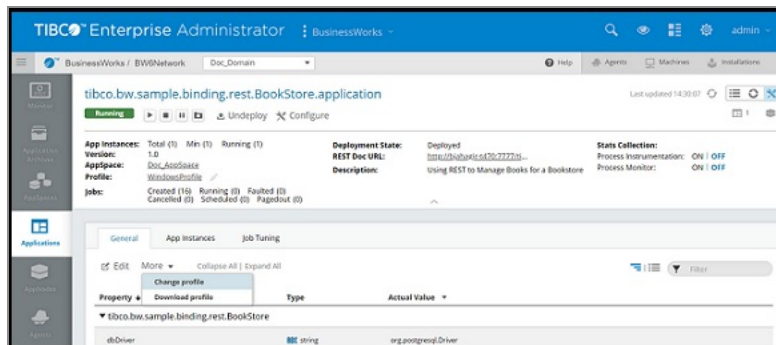 TIBCO™ Enterprise Administrator BusinessWorks admin
BusinessWorks / BW6Network Doc_Domain Help Agents Machines Installations
Monitor
tibco.bw.sample.binding.rest.BookStore.application Last updated 14:30:07
Running Undeploy Configure 1
Application Archives
App Instances: Total (1) Min (1) Running (1) Deployment State: Deployed Stats Collection:
Version: 1.0 REST Doc URL: Process Instrumentation: ON | OFF
AppSpace: Doc_AppSpace Description: Using REST to Manage Books for a Bookstore Process Monitor: ON | OFF
AppSpaces
Profile: WindowsProfile
Jobs: Created (16) Running (0) Faulted (0)
Cancelled (0) Scheduled (0) Pagedout (0)
Applications
General App Instances Job Tuning
Edit More Collapse All | Expand All Filter
Change profile
AppNodes
Property Download profile Type Actual Value
tibco.bw.sample.binding.rest.BookStore
Agents
dbDriver string org.postgresql.Driver